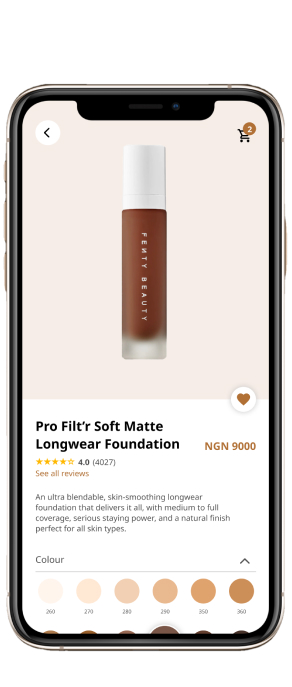 2
FENTY BEAUTY
Pro Filt’r Soft Matte
Longwear Foundation
NGN 9000
4.0 (4027)
See all reviews
An ultra blendable, skin-smoothing longwear
foundation that delivers it all, with medium to full
coverage, serious staying power, and a natural finish
perfect for all skin types.
Colour
260 270 280 290 350 360